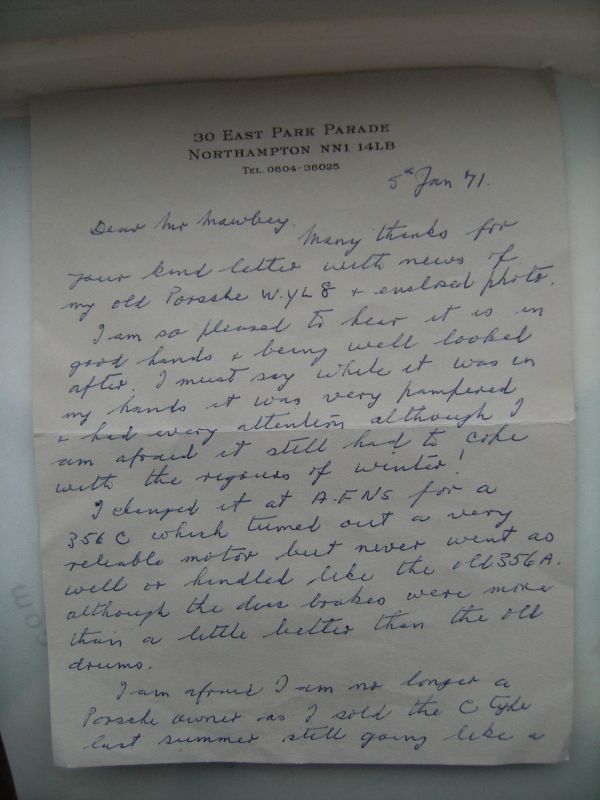 30 EAST PARK PARADE
NORTHAMPTON NN1 14LB
TEL. 0604-36025
5th Jan 71.
Dear Mr Mawbey.
Many thanks for
your kind letter with news of
my old Porsche WYL 8 + enclosed photo.
I am so pleased to hear it is in
good hands + being well looked
after. I must say while it was in
my hands it was very pampered
+ had every attention although I
am afraid it still had to cope
with the rigours of winter!
I changed it at A.F.N's for a
356 C which turned out a very
reliable motor but never went as
well or handled like the old 356A.
although the disc brakes were more
than a little better than the old
drums.
I am afraid I am no longer a
Porsche owner as I sold the C type
last summer still going like a
com